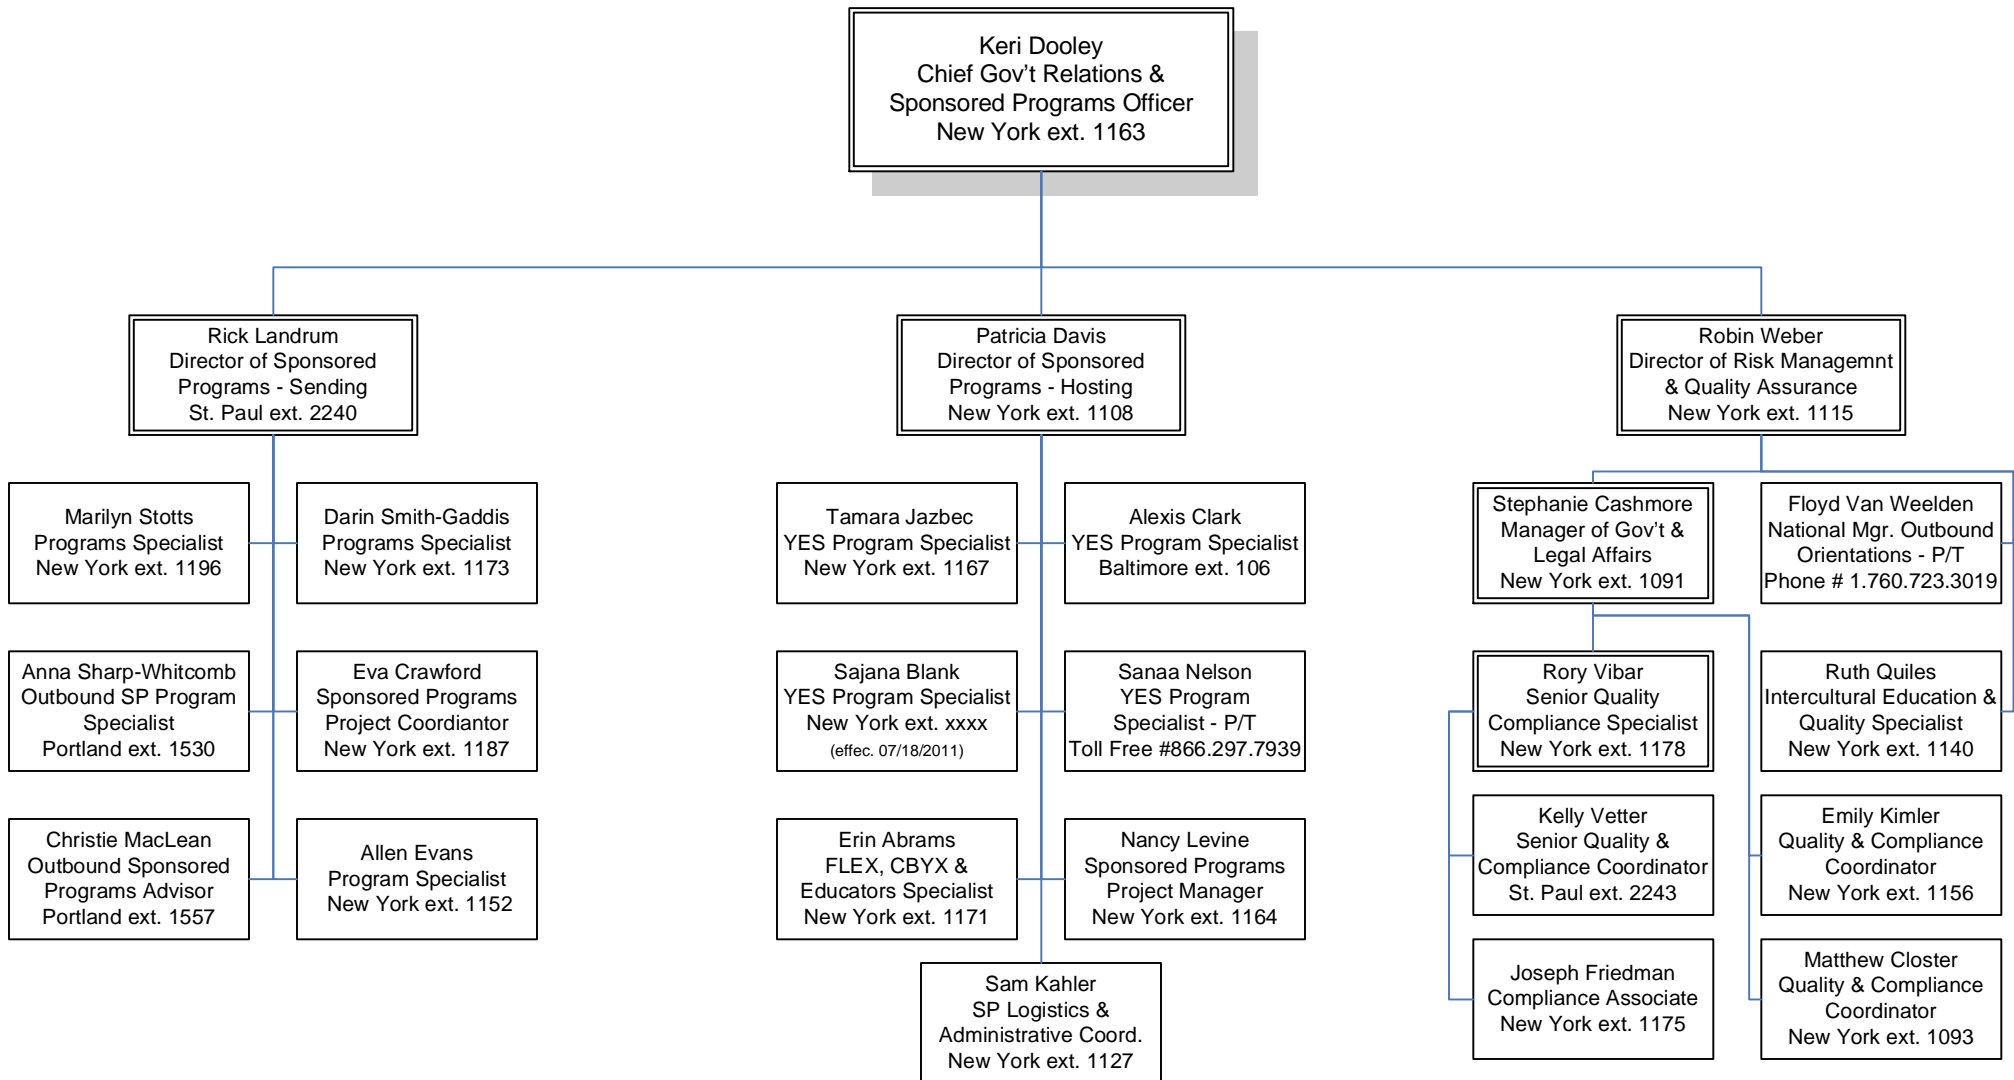 Keri Dooley
Chief Gov’t Relations &
Sponsored Programs Officer
New York ext. 1163
Rick Landrum
Director of Sponsored
Programs - Sending
St. Paul ext. 2240
Patricia Davis
Director of Sponsored
Programs - Hosting
New York ext. 1108
Robin Weber
Director of Risk Managemnt
& Quality Assurance
New York ext. 1115
Marilyn Stotts
Programs Specialist
New York ext. 1196
Darin Smith-Gaddis
Programs Specialist
New York ext. 1173
Tamara Jazbec
YES Program Specialist
New York ext. 1167
Alexis Clark
YES Program Specialist
Baltimore ext. 106
Stephanie Cashmore
Manager of Gov’t &
Legal Affairs
New York ext. 1091
Floyd Van Weelden
National Mgr. Outbound
Orientations - P/T
Phone # 1.760.723.3019
Anna Sharp-Whitcomb
Outbound SP Program
Specialist
Portland ext. 1530
Eva Crawford
Sponsored Programs
Project Coordiantor
New York ext. 1187
Sajana Blank
YES Program Specialist
New York ext. xxxx
(effec. 07/18/2011)
Sanaa Nelson
YES Program
Specialist - P/T
Toll Free #866.297.7939
Rory Vibar
Senior Quality
Compliance Specialist
New York ext. 1178
Ruth Quiles
Intercultural Education &
Quality Specialist
New York ext. 1140
Christie MacLean
Outbound Sponsored
Programs Advisor
Portland ext. 1557
Allen Evans
Program Specialist
New York ext. 1152
Erin Abrams
FLEX, CBYX &
Educators Specialist
New York ext. 1171
Nancy Levine
Sponsored Programs
Project Manager
New York ext. 1164
Kelly Vetter
Senior Quality &
Compliance Coordinator
St. Paul ext. 2243
Emily Kimler
Quality & Compliance
Coordinator
New York ext. 1156
Sam Kahler
SP Logistics &
Administrative Coord.
New York ext. 1127
Joseph Friedman
Compliance Associate
New York ext. 1175
Matthew Closter
Quality & Compliance
Coordinator
New York ext. 1093